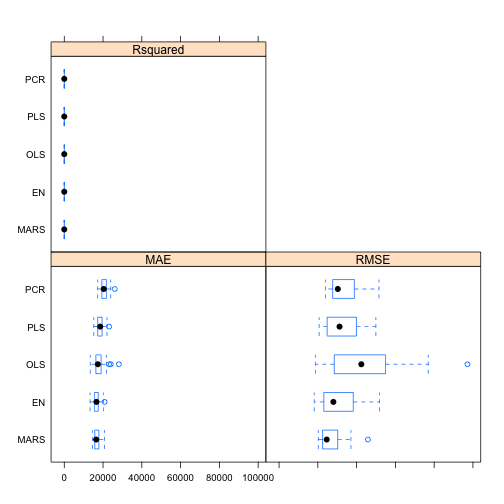 Rsquared
PCR
PLS
OLS
EN
MARS
MAE
RMSE
PCR
PLS
OLS
EN
MARS
0 20000 40000 60000 80000 100000